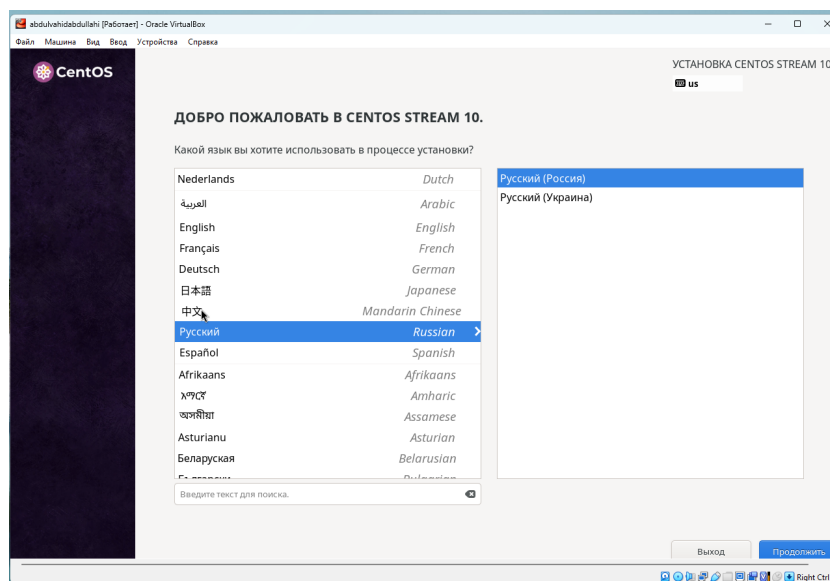 abdulvahidabdullahi [Работает] - Oracle VirtualBox
Файл Машина Вид Ввод Устройства Справка
CentOS
УСТАНОВКА CENTOS STREAM 10
us
ДОБРО ПОЖАЛОВАТЬ В CENTOS STREAM 10.
Какой язык вы хотите использовать в процессе установки?
Nederlands Dutch
العربية Arabic
English English
Français French
Deutsch German
日本語 Japanese
中文 Mandarin Chinese
Русский Russian
Español Spanish
Afrikaans Afrikaans
አማርኛ Amharic
অসমীয়া Assamese
Asturianu Asturian
Беларуская Belarusian
Български Bulgarian
Русский (Россия)
Русский (Украина)
Введите текст для поиска.
Выход
Продолжить
Right Ctrl